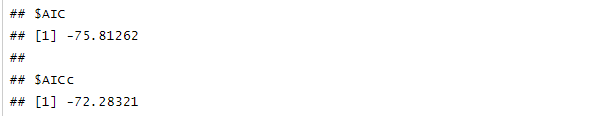 ## $AIC
## [1] -75.81262
##
## $AICc
## [1] -72.28321